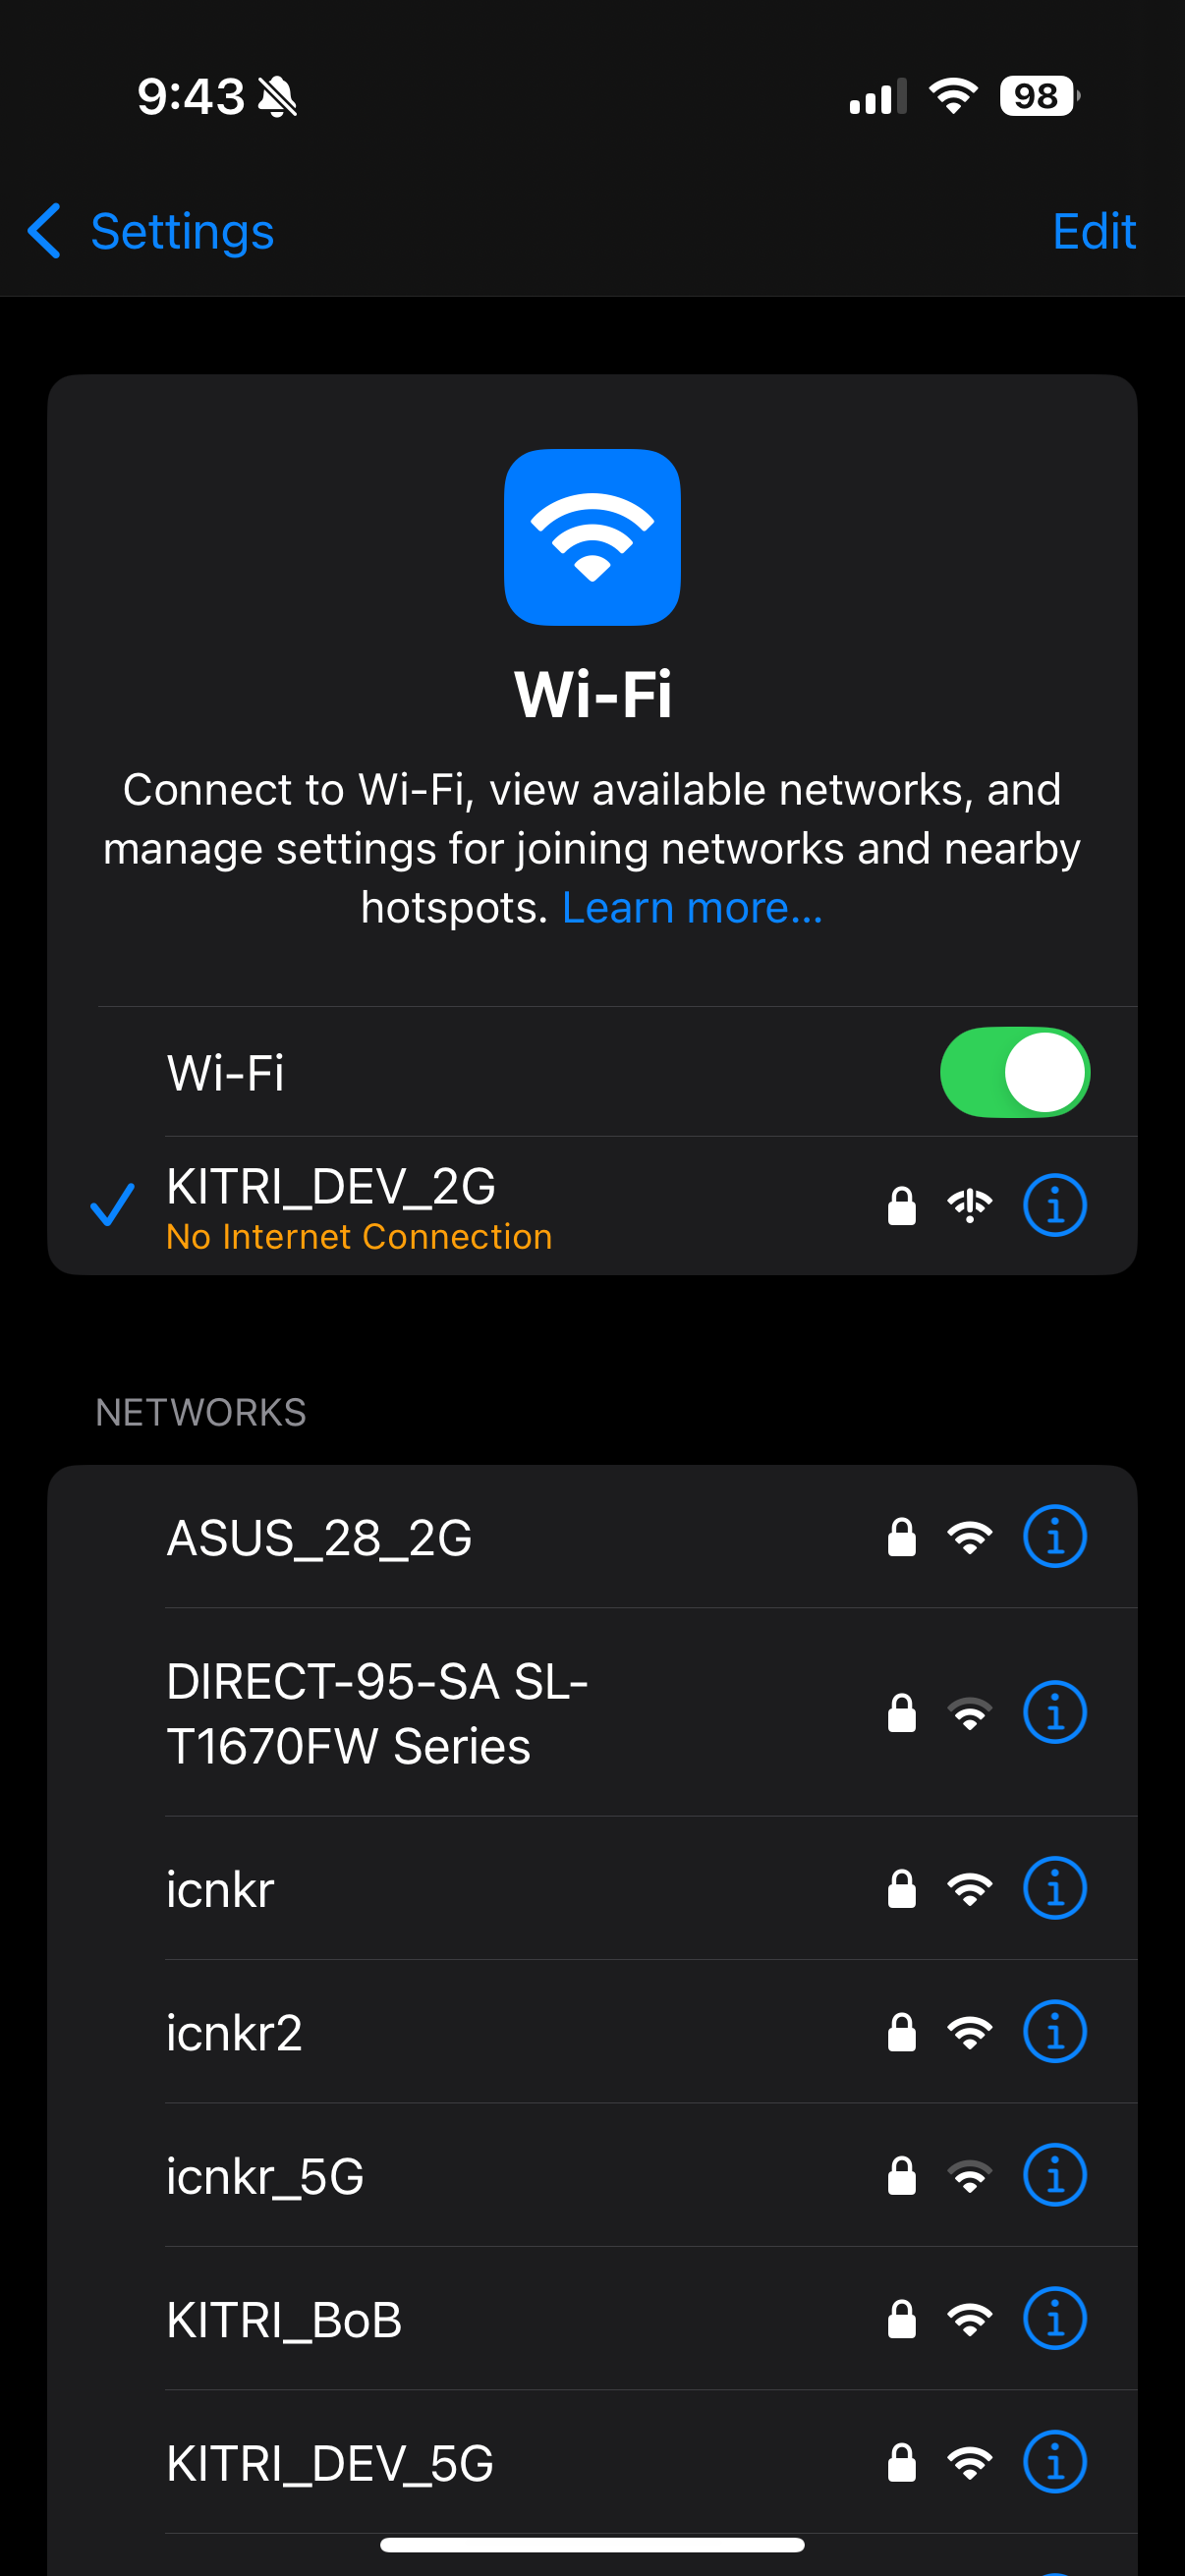 9:43
98
Settings
Edit
Wi-Fi
Connect to Wi-Fi, view available networks, and
manage settings for joining networks and nearby
hotspots. Learn more...
Wi-Fi
KITRI_DEV_2G
No Internet Connection
NETWORKS
ASUS_28_2G
DIRECT-95-SA SL-
T1670FW Series
icnkr
icnkr2
icnkr_5G
KITRI_BoB
KITRI_DEV_5G